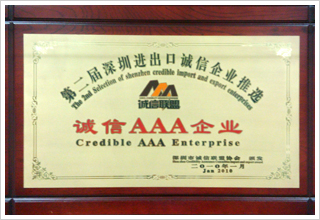 第二届深圳进出口诚信企业推选
The 2nd Selection of shenzhen credible import and export enterprises
诚信联盟
诚信AAA企业
Credible AAA Enterprise
深圳市诚信联盟协会 颁发
二〇一〇年一月
Jan 2010